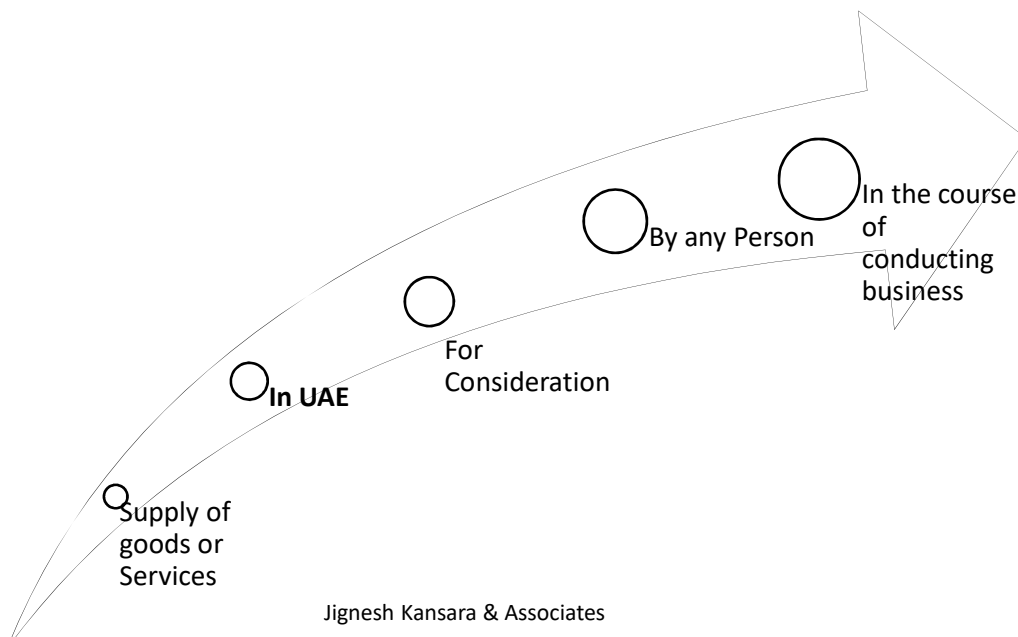 Supply of
goods or
Services
In UAE
For
Consideration
By any Person
In the course
of
conducting
business
Jignesh Kansara & Associates